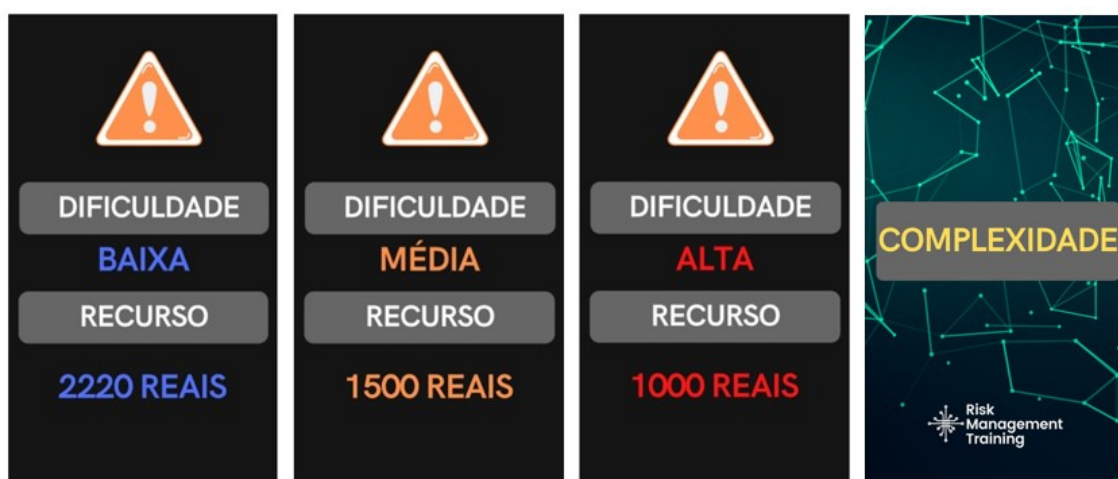 DIFICULDADE
BAIXA
RECURSO
2220 REAIS
DIFICULDADE
MÉDIA
RECURSO
1500 REAIS
DIFICULDADE
ALTA
RECURSO
1000 REAIS
COMPLEXIDADE
Risk
Management
Training